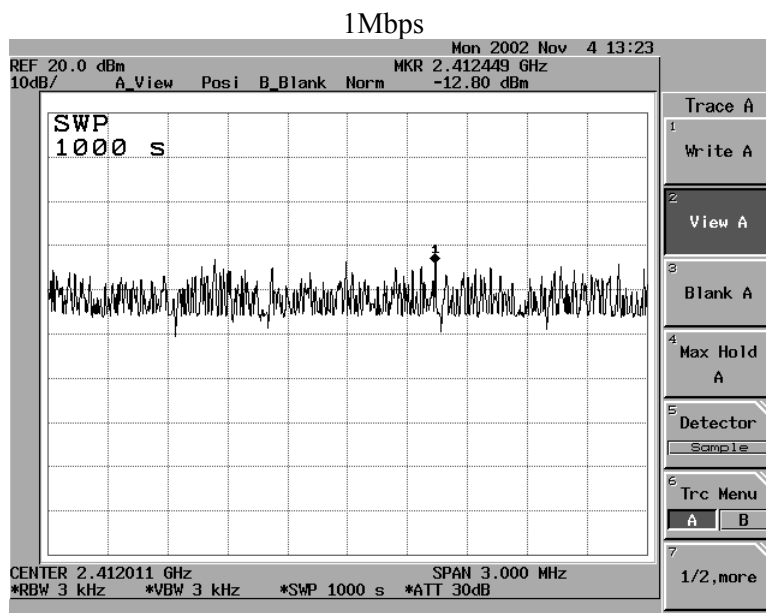 1Mbps
Mon 2002 Nov 4 13:23
REF 20.0 dBm MKR 2.412449 GHz
10dB/ A_View Posi B_Blank Norm -12.80 dBm
SWP
1000 s
1
CENTER 2.412011 GHz SPAN 3.000 MHz
*RBW 3 kHz *VBW 3 kHz *SWP 1000 s *ATT 30dB
Trace A
1
Write A
2
View A
3
Blank A
4
Max Hold
A
5
Detector
Sample
6
Trc Menu
A B
7
1/2,more